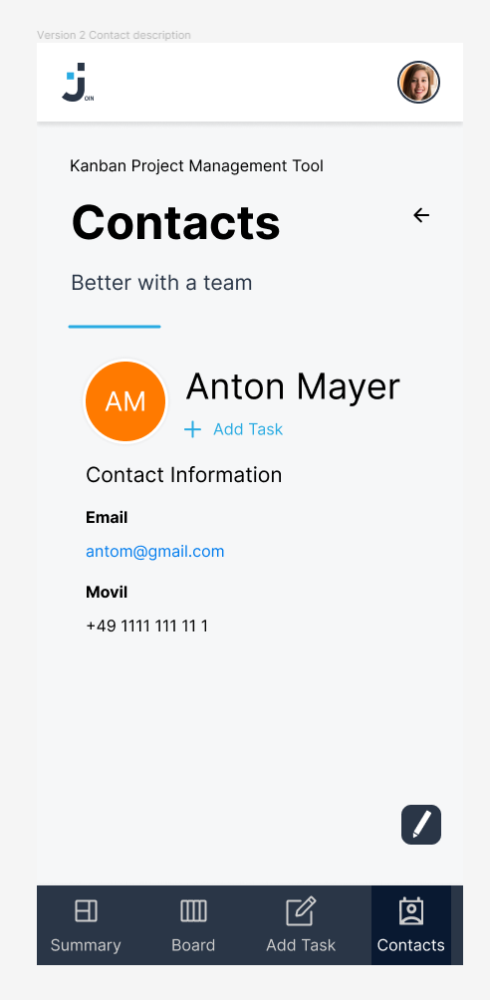 Version 2 Contact description
JOIN
Kanban Project Management Tool
Contacts
Better with a team
AM
Anton Mayer
Add Task
Contact Information
Email
antom@gmail.com
Movil
+49 1111 111 11 1
Summary
Board
Add Task
Contacts